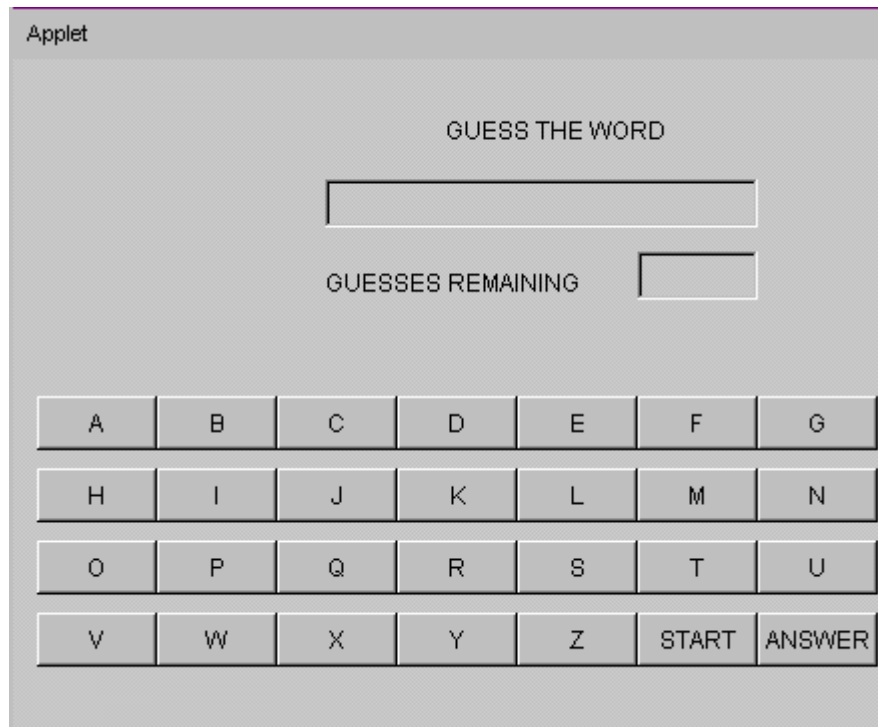 Applet
GUESS THE WORD
GUESSES REMAINING
A B C D E F G
H I J K L M N
O P Q R S T U
V W X Y Z START ANSWER